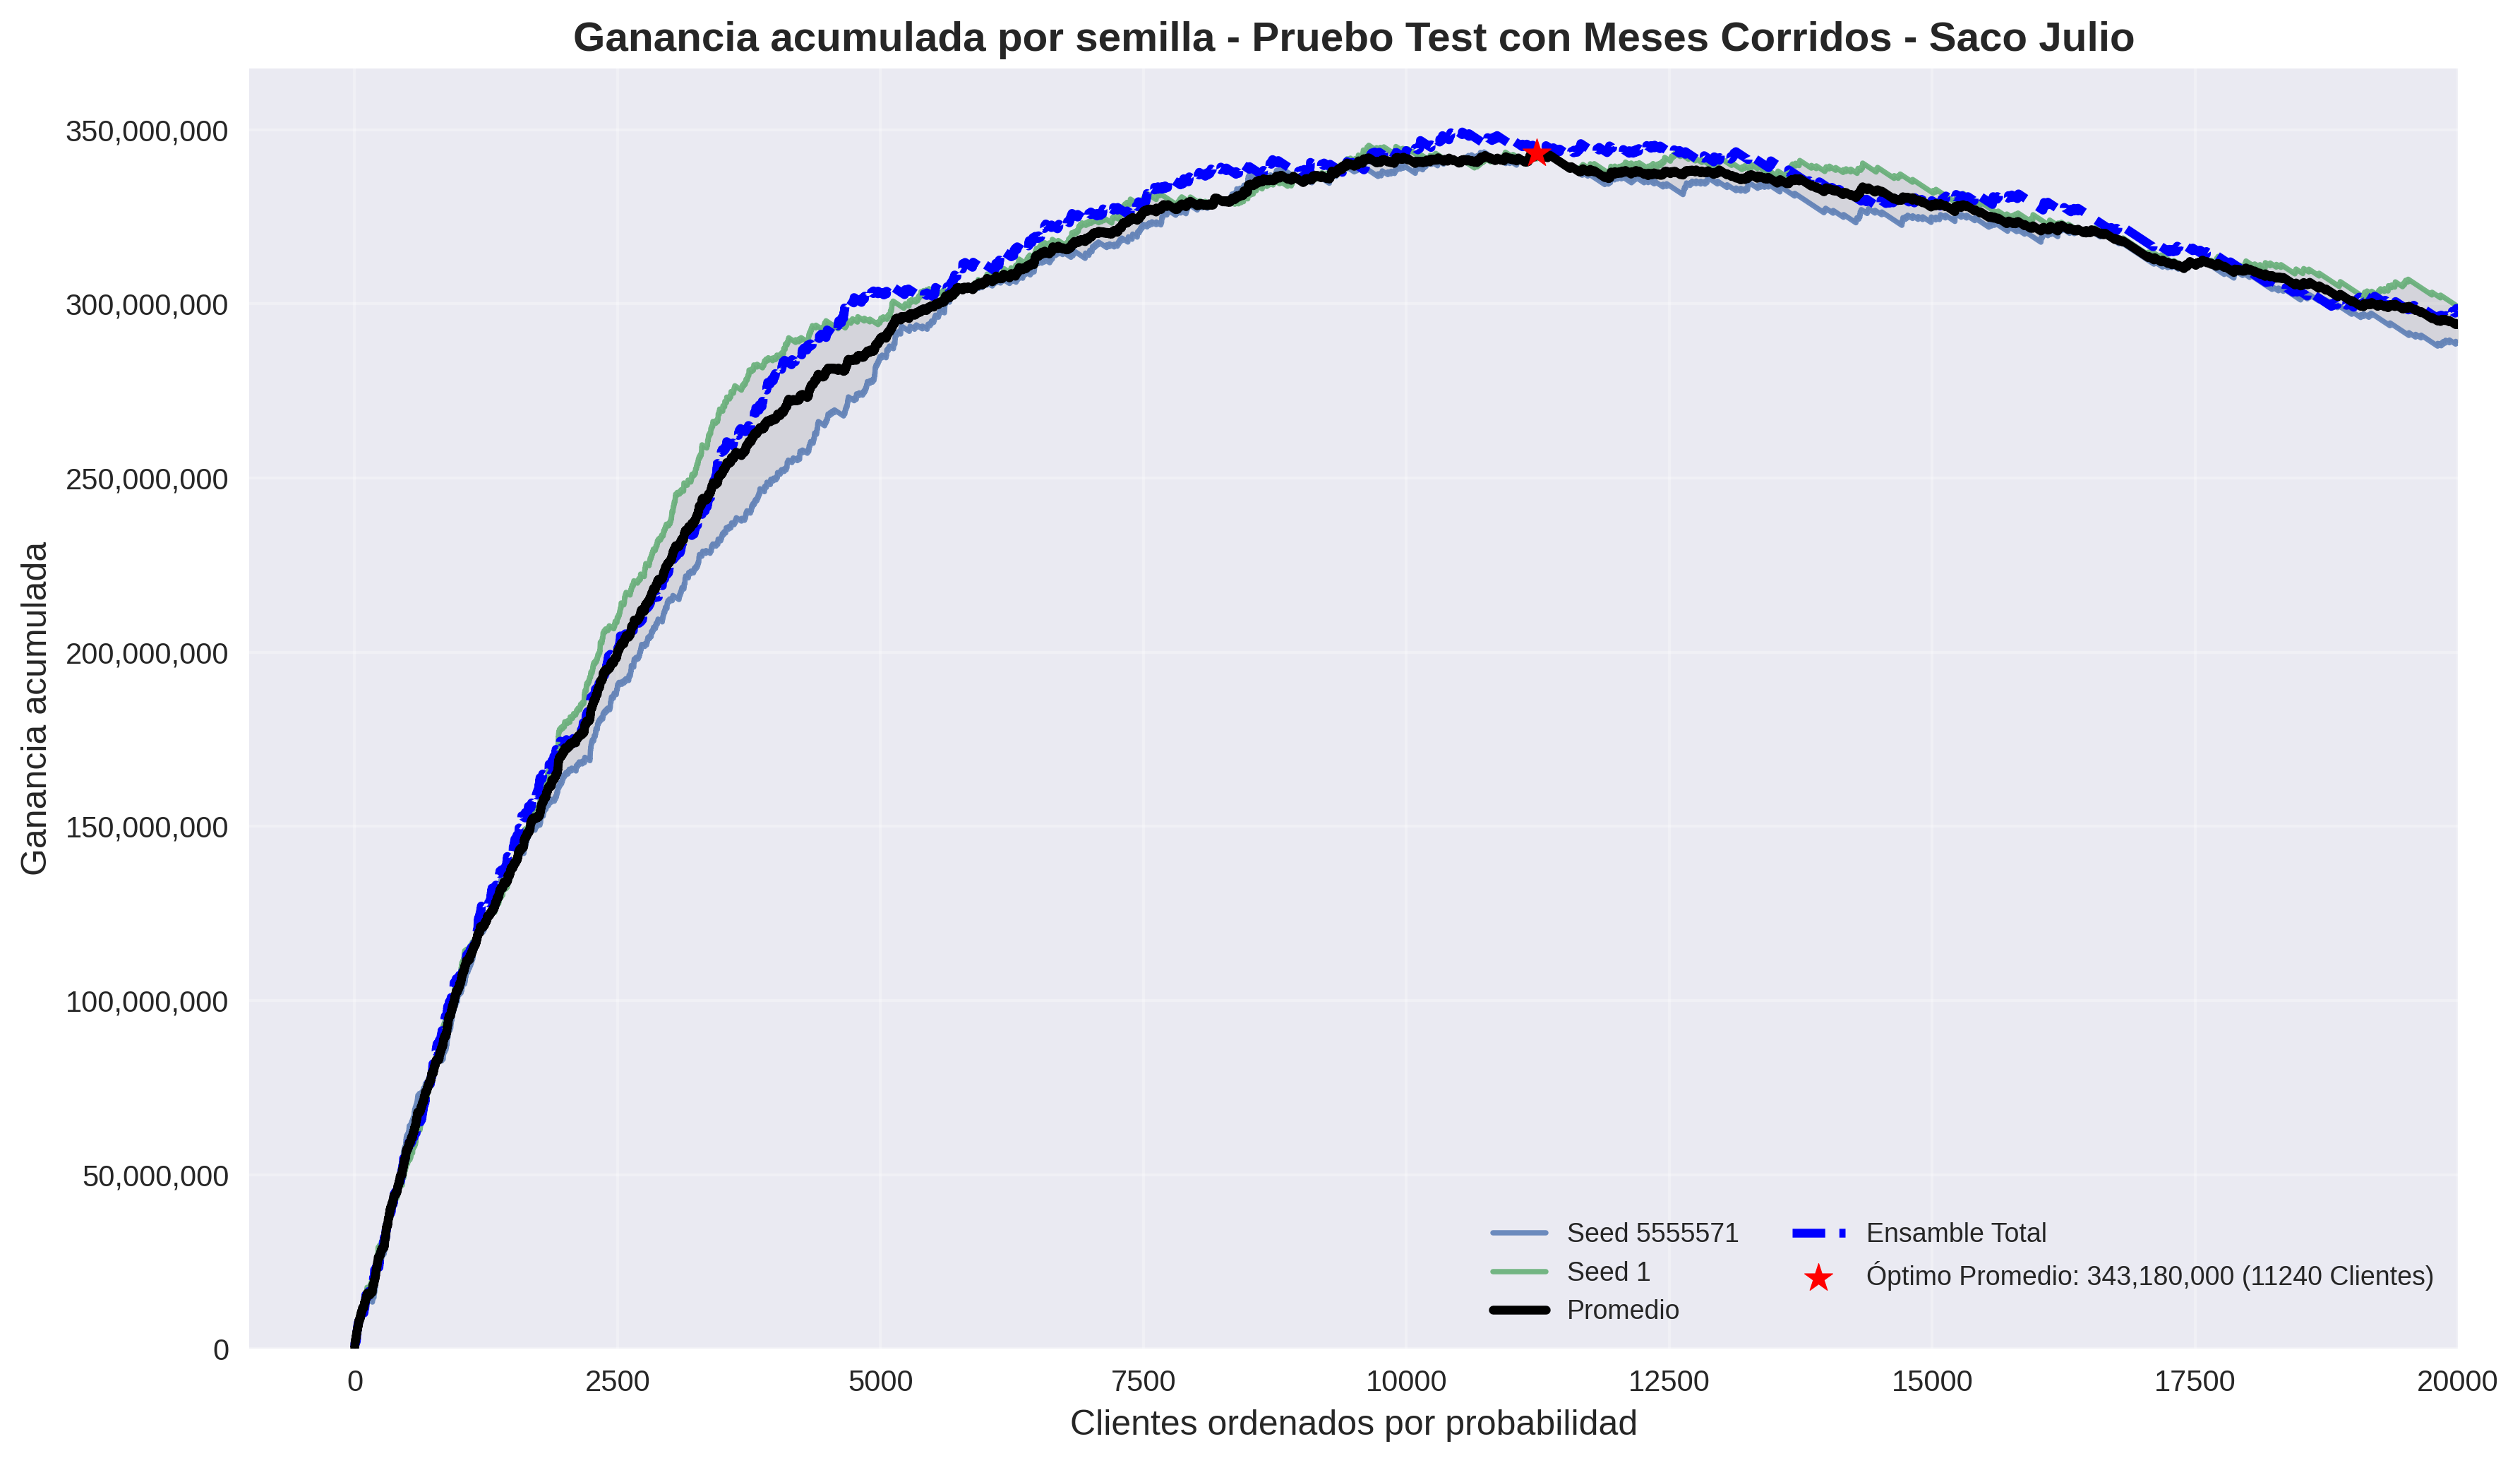 Ganancia acumulada por semilla - Pruebo Test con Meses Corridos - Saco Julio
Ganancia acumulada
350,000,000
300,000,000
250,000,000
200,000,000
150,000,000
100,000,000
50,000,000
0
0
2500
5000
7500
10000
12500
15000
17500
20000
Clientes ordenados por probabilidad
Seed 5555571
Seed 1
Promedio
Ensamble Total
Óptimo Promedio: 343,180,000 (11240 Clientes)